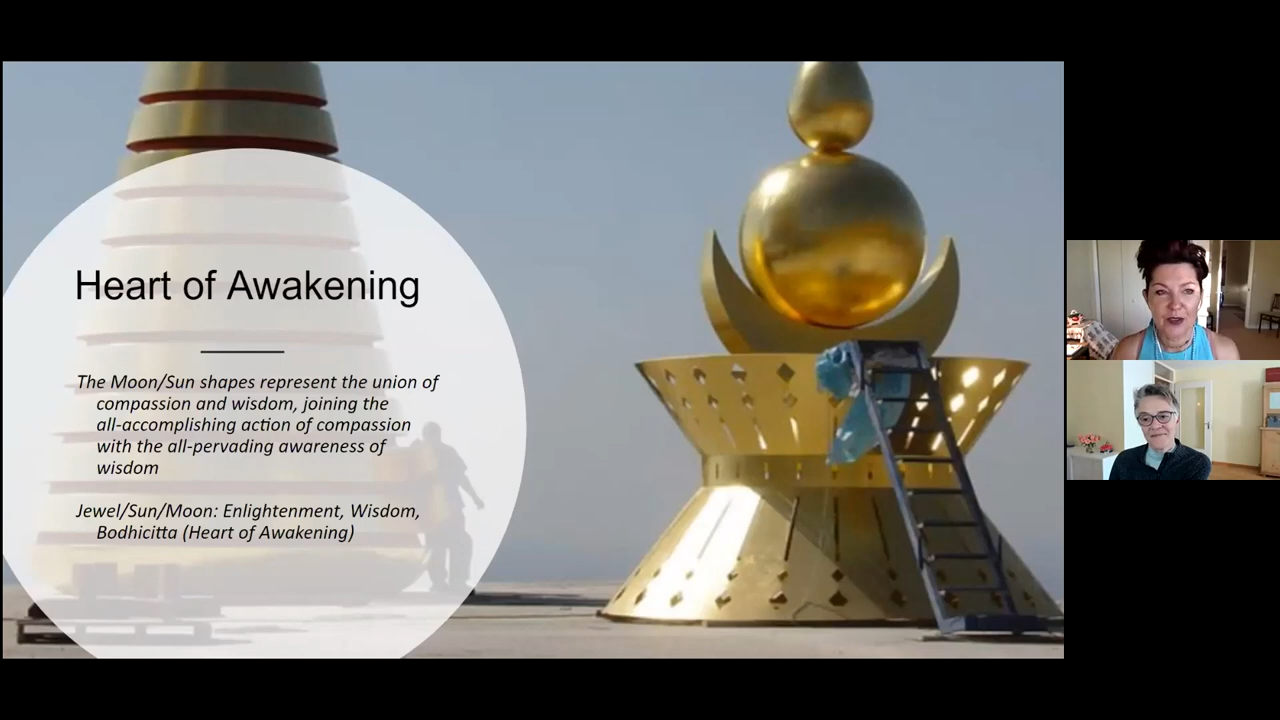 Heart of Awakening
The Moon/Sun shapes represent the union of
compassion and wisdom, joining the
all-accomplishing action of compassion
with the all-pervading awareness of
wisdom
Jewel/Sun/Moon: Enlightenment, Wisdom,
Bodhicitta (Heart of Awakening)